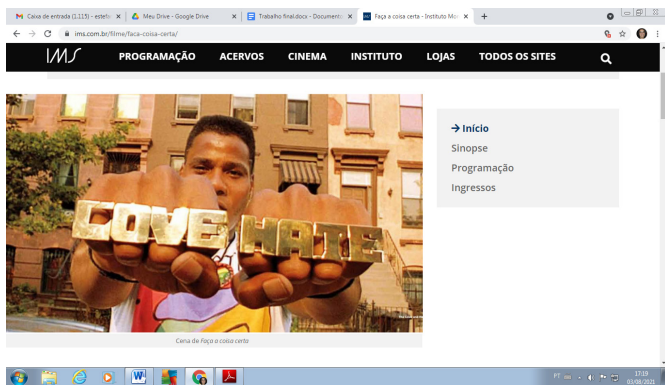 Caixa de entrada (1.115) - estefa
Meu Drive - Google Drive
Trabalho final.docx - Documento
Faça a coisa certa - Instituto Mor
ims.com.br/filme/faca-coisa-certa/
IMS PROGRAMAÇÃO ACERVOS CINEMA INSTITUTO LOJAS TODOS OS SITES
LOVE HATE
Cena de Faça a coisa certa
→ Início
Sinopse
Programação
Ingressos
PT
17:19
03/08/2021